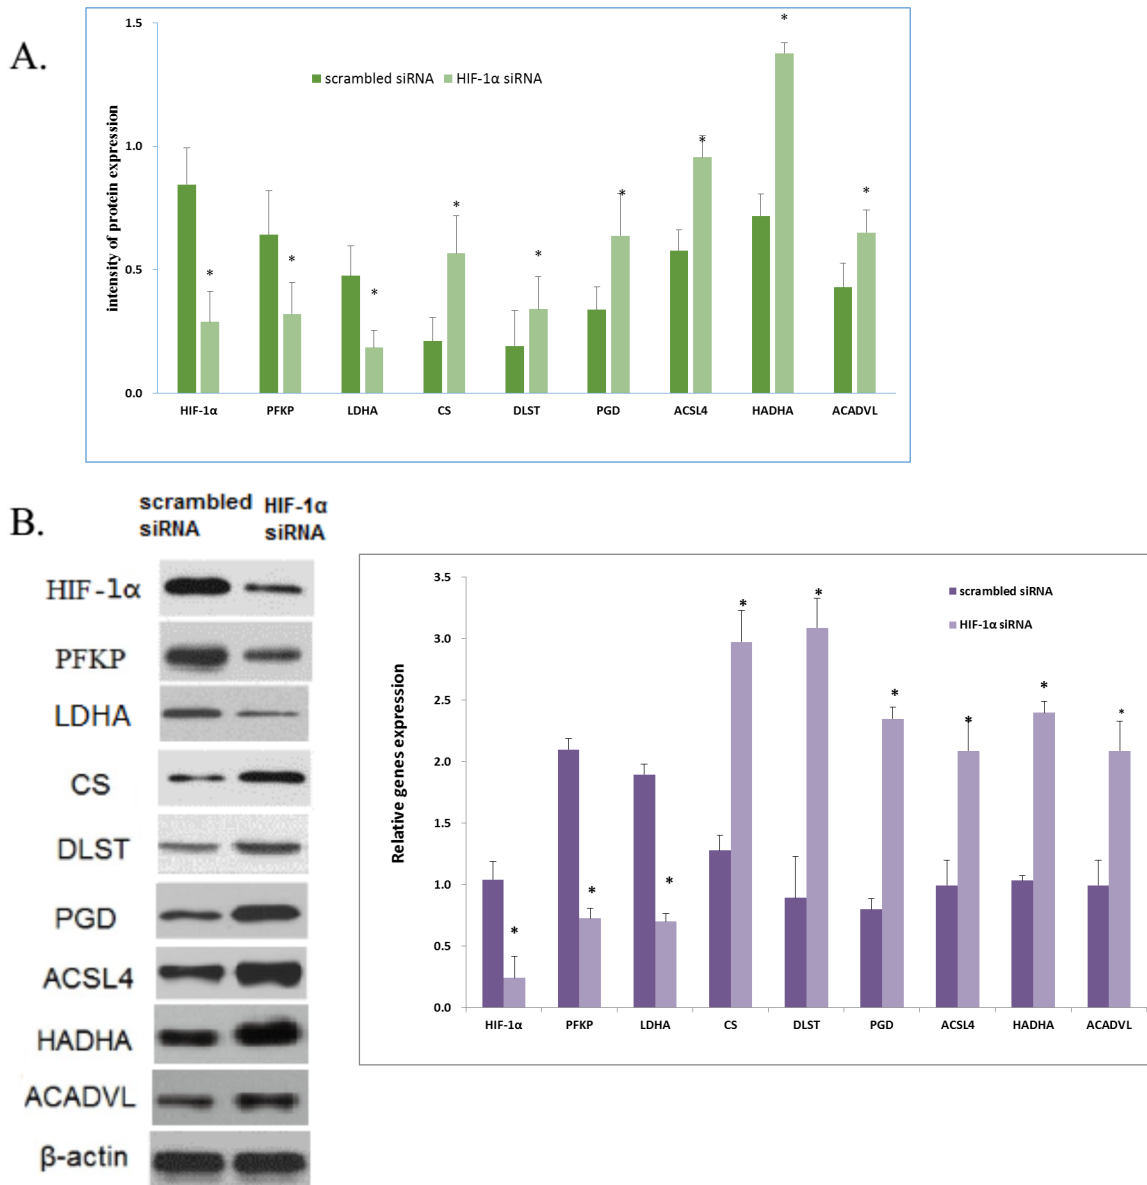 A.
1.5
1.0
0.5
0.0
intensity of protein expression
scrambled siRNA
HIF-1α siRNA
*
*
*
*
*
*
*
*
*
HIF-1α PFKP LDHA CS DLST PGD ACSL4 HADHA ACADVL
B.
scrambled HIF-1α
siRNA siRNA
HIF-1α
PFKP
LDHA
CS
DLST
PGD
ACSL4
HADHA
ACADVL
β-actin
3.5
3.0
2.5
2.0
1.5
1.0
0.5
0.0
Relative genes expression
scrambled siRNA
HIF-1α siRNA
*
*
*
*
*
*
*
*
*
HIF-1α PFKP LDHA CS DLST PGD ACSL4 HADHA ACADVL